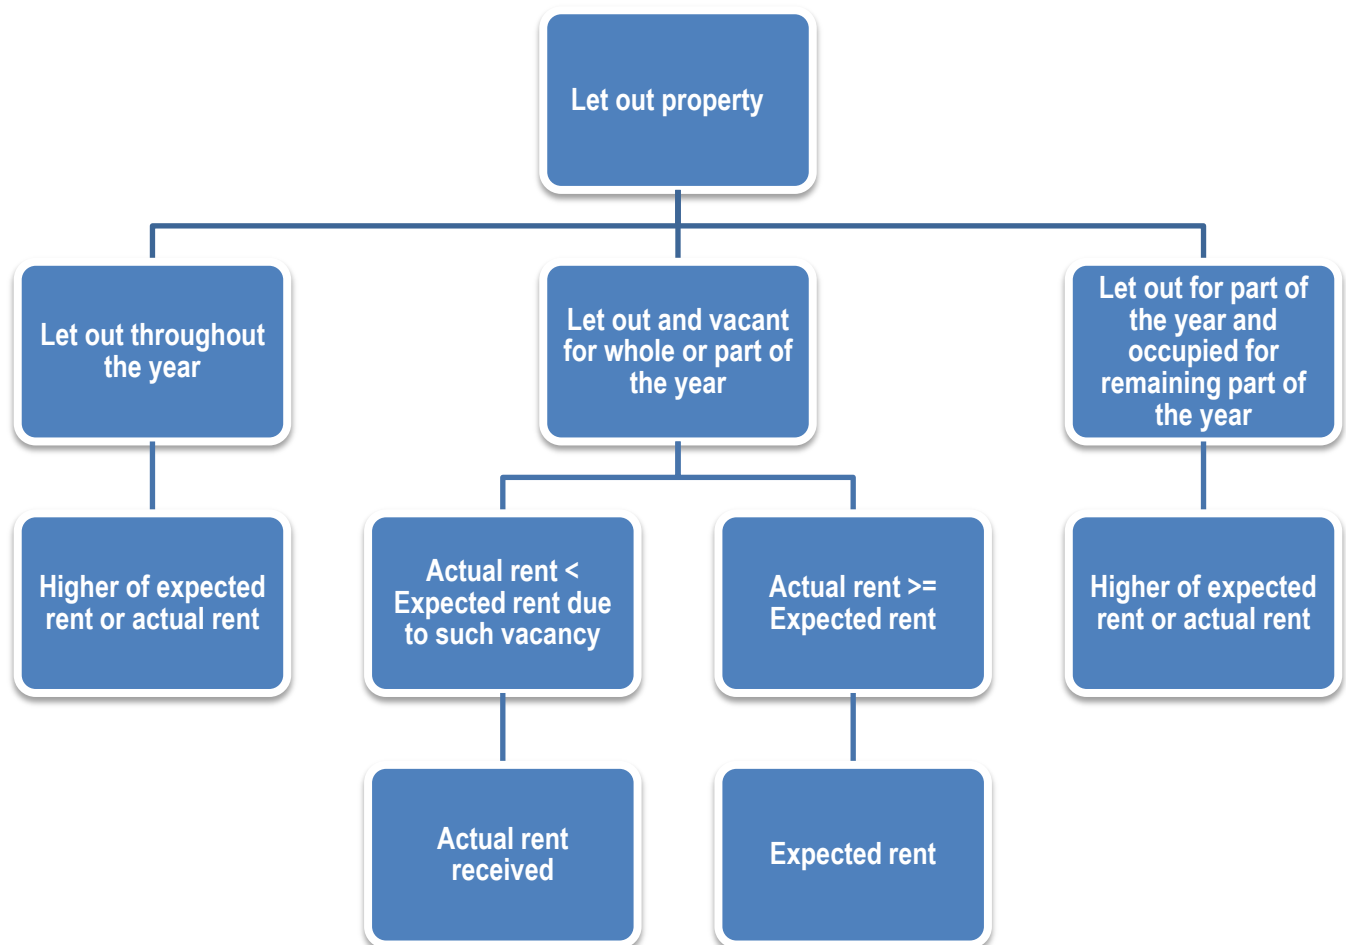 Let out property
Let out throughout
the year
Let out and vacant
for whole or part of
the year
Let out for part of
the year and
occupied for
remaining part of
the year
Higher of expected
rent or actual rent
Actual rent <
Expected rent due
to such vacancy
Actual rent >=
Expected rent
Higher of expected
rent or actual rent
Actual rent
received
Expected rent